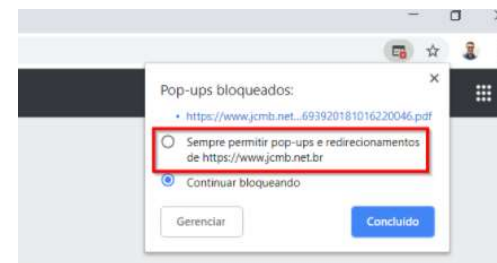 Pop-ups bloqueados:
https://www.jcmb.net...693920181016220046.pdf
Sempre permitir pop-ups e redirecionamentos
de https://www.jcmb.net.br
Continuar bloqueando
Gerenciar
Concluído